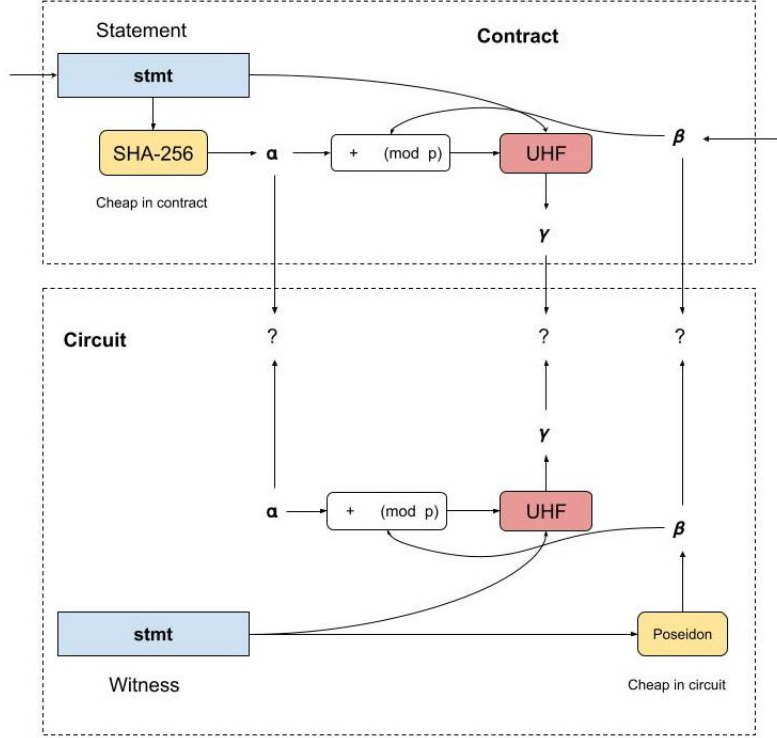 Statement
Contract
stmt
SHA-256
α
+ (mod p)
UHF
β
Cheap in contract
γ
? ? ?
Circuit
γ
α
+ (mod p)
UHF
β
stmt
Poseidon
Witness
Cheap in circuit